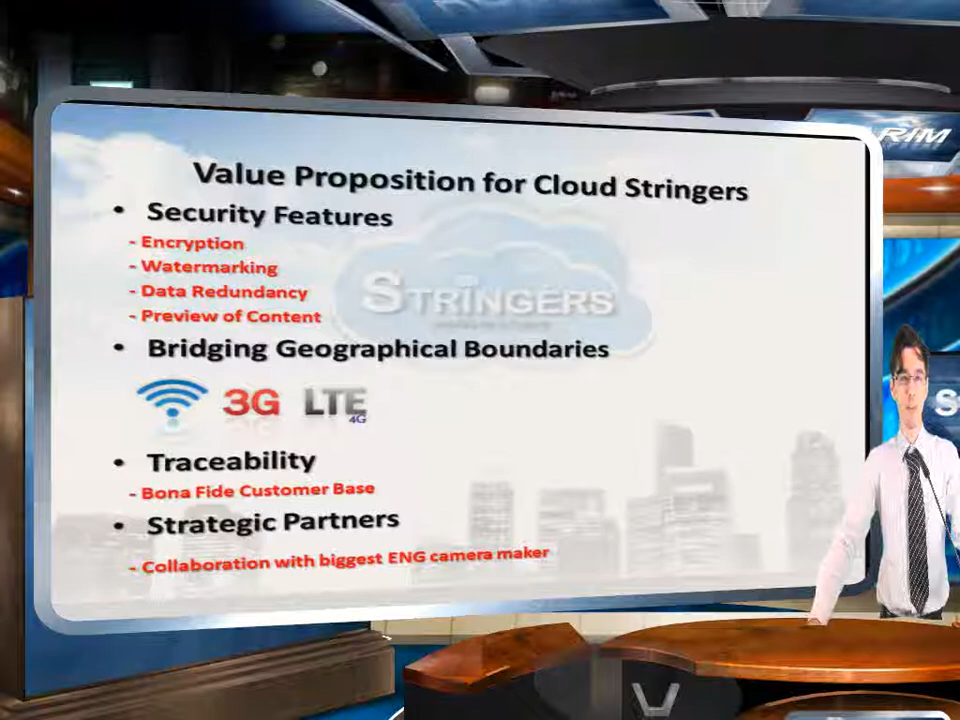 RIM
Value Proposition for Cloud Stringers
• Security Features
- Encryption
- Watermarking
- Data Redundancy
- Preview of Content
STRINGERS
• Bridging Geographical Boundaries
3G LTE
4G
• Traceability
- Bona Fide Customer Base
• Strategic Partners
- Collaboration with biggest ENG camera maker
S